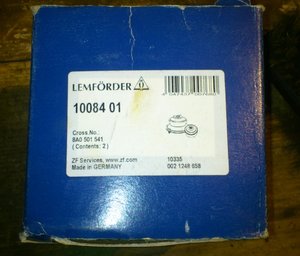 LEMFÖRDER
10084 01
Cross.No.:
8A0 501 541
( Contents: 2 )
ZF Services, www.zf.com
Made in GERMANY
10335
002 1248 658